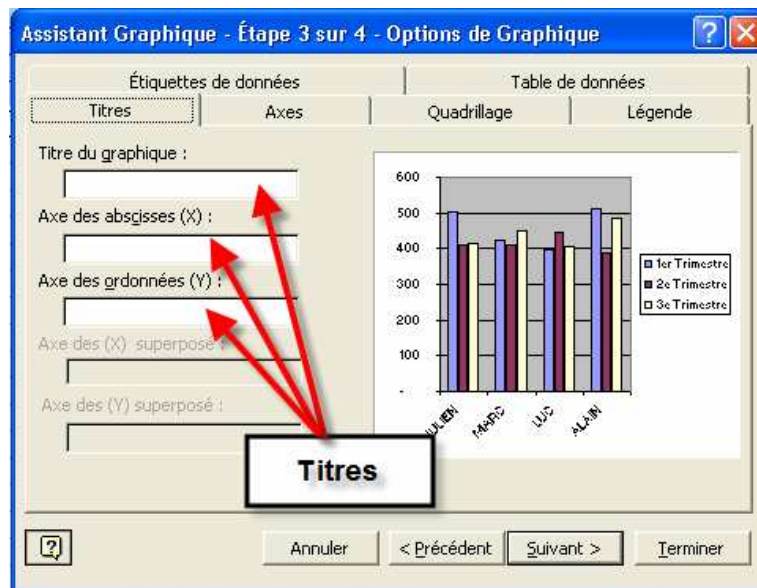 Assistant Graphique - Étape 3 sur 4 - Options de Graphique
Étiquettes de données
Table de données
Titres
Axes
Quadrillage
Légende
Titre du graphique :
Axe des abscisses (X) :
Axe des ordonnées (Y) :
Axe des (X) superposé :
Axe des (Y) superposé :
600
500
400
300
200
100
-
JULIEN
MARC
LUC
ALAIN
1er Trimestre
2e Trimestre
3e Trimestre
Titres
Annuler
< Précédent
Suivant >
Terminer